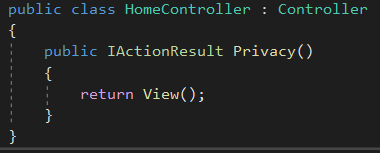 public class HomeController : Controller
{
    public IActionResult Privacy()
    {
        return View();
    }
}